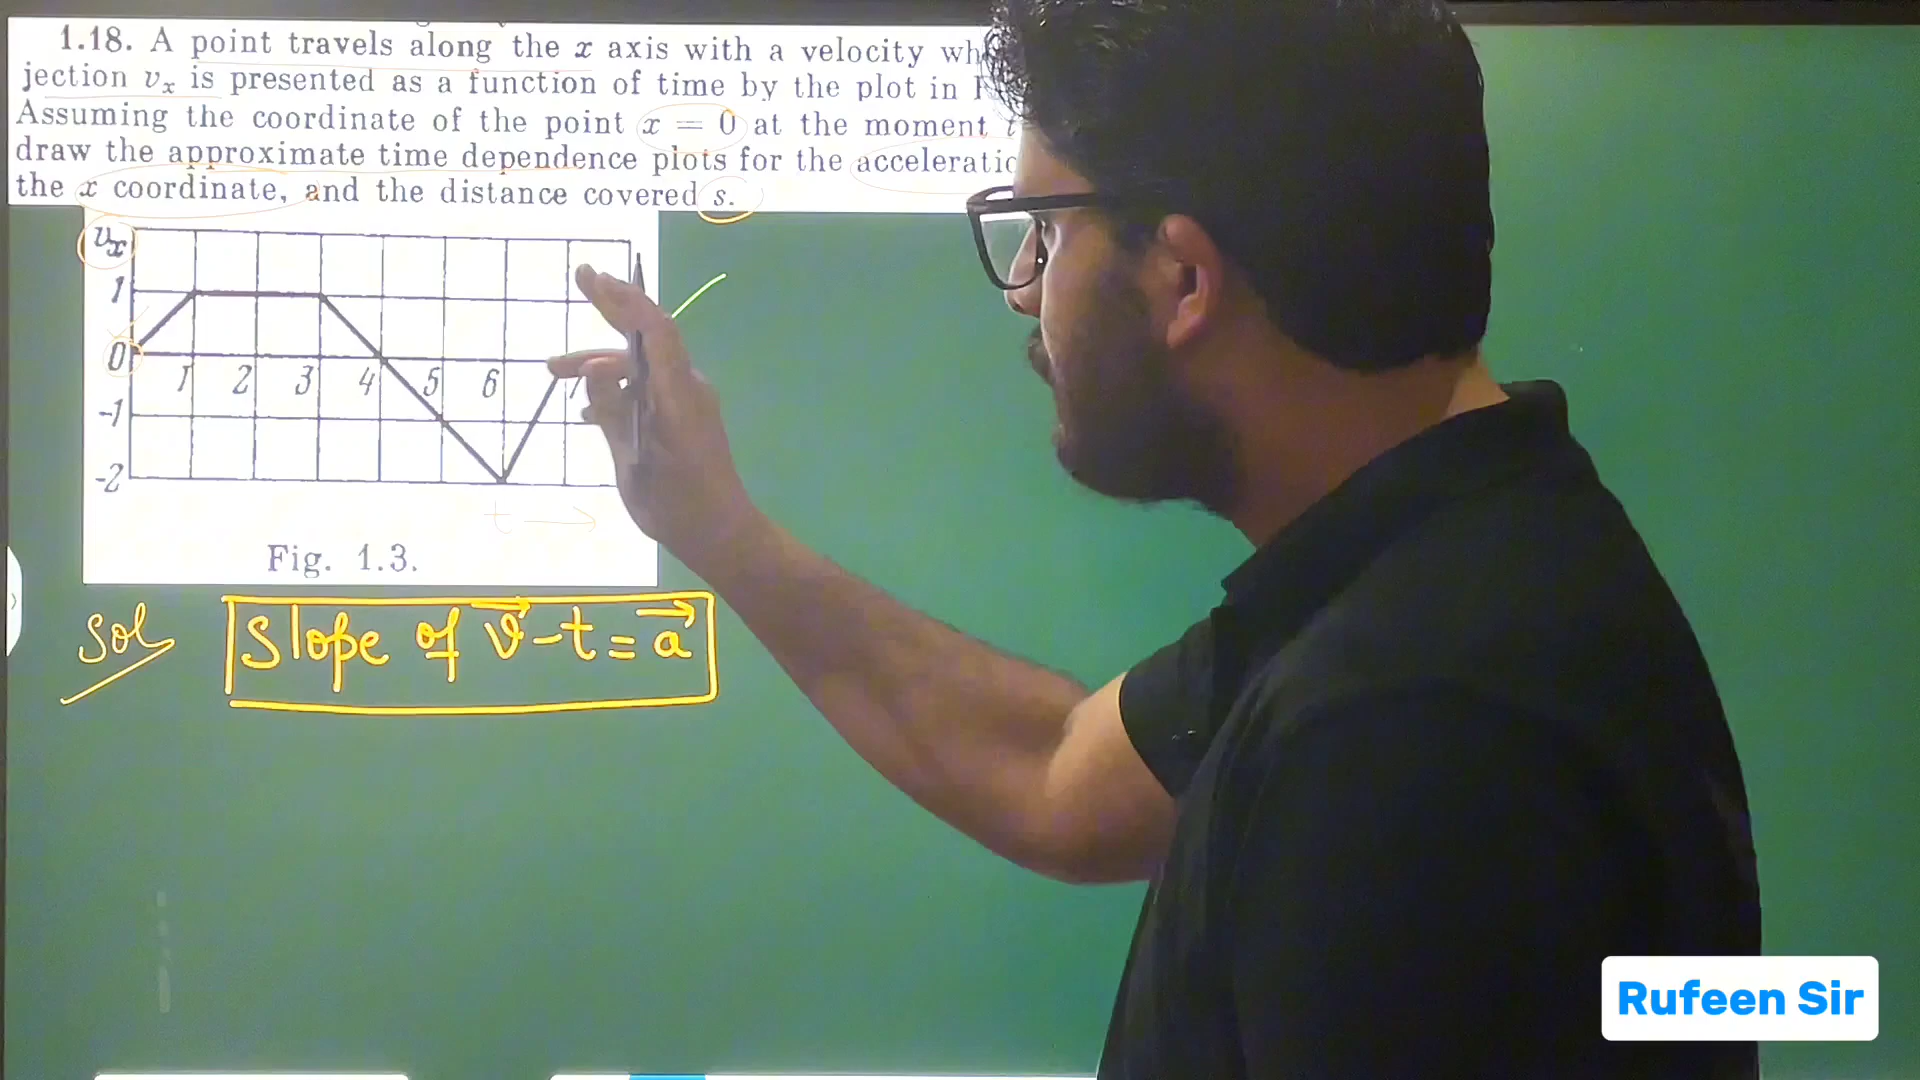 1.18. A point travels along the x axis with a velocity wh
jection vₓ is presented as a function of time by the plot in
Assuming the coordinate of the point x = 0 at the moment t
draw the approximate time dependence plots for the acceleratio
the x coordinate, and the distance covered s.
vₓ
1
0
1 2 3 4 5 6 7
-1
-2
t →
Fig. 1.3.
Sol
Slope of v⃗-t = a⃗
Rufeen Sir